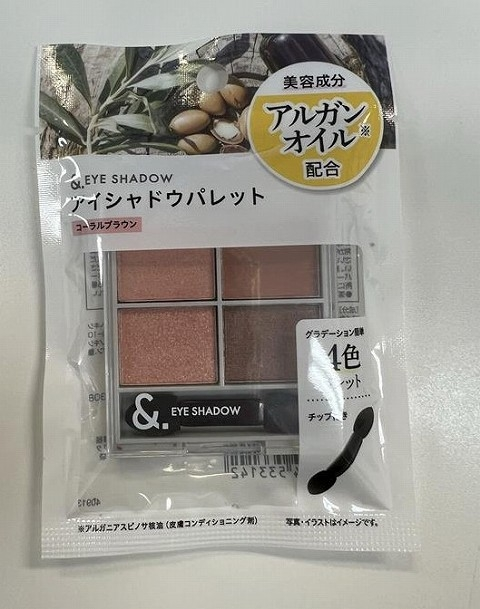 美容成分
アルガン
オイル※
配合
&. EYE SHADOW
アイシャドウパレット
コーラルブラウン
グラデーション簡単
4色
チップ付き
&. EYE SHADOW
4533142
※アルガニアスピノサ核油(皮膚コンディショニング剤)
写真・イラストはイメージです。